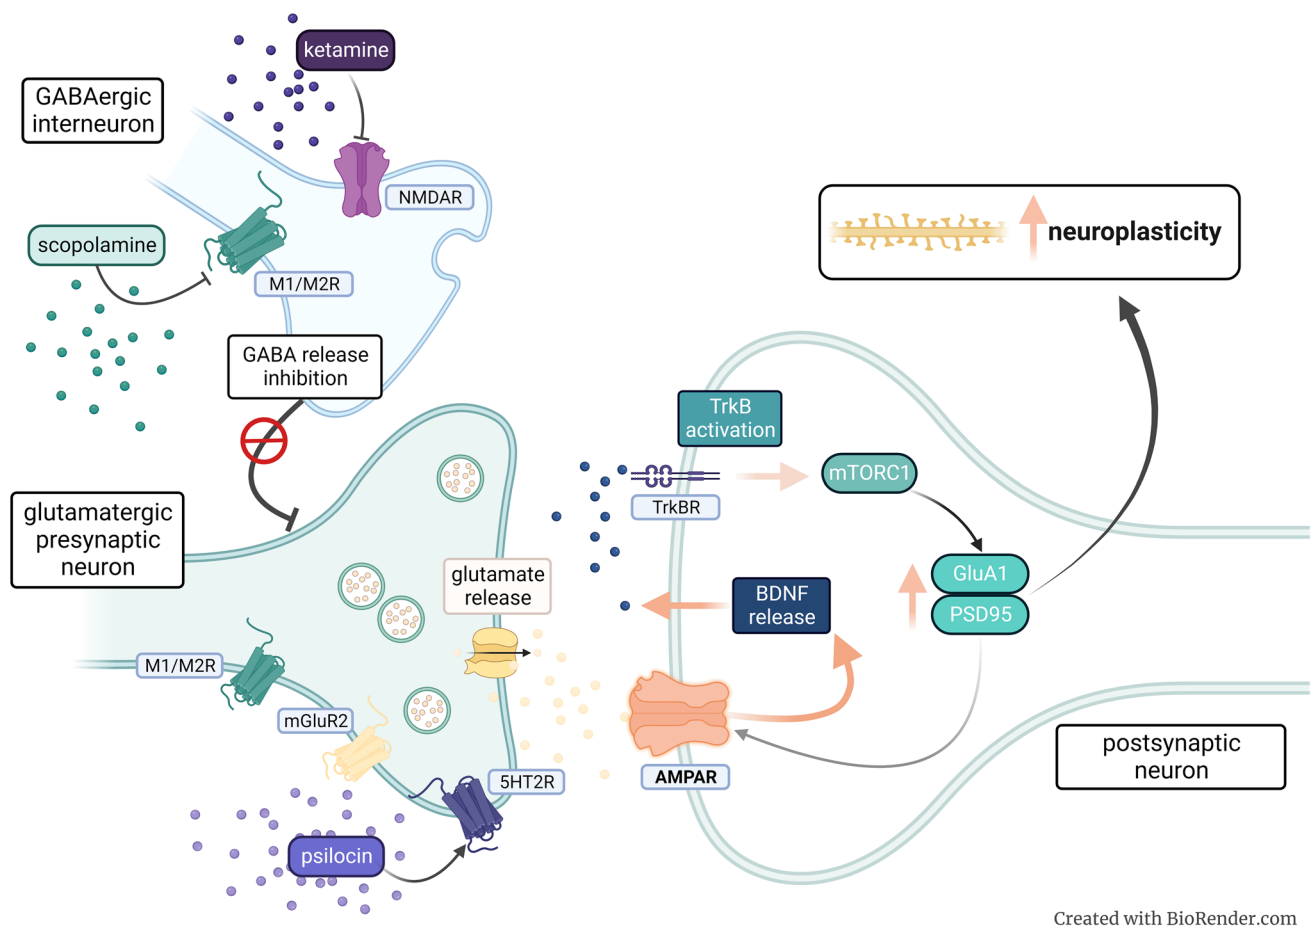 ketamine
GABAergic
interneuron
NMDAR
scopolamine
M1/M2R
neuroplasticity
GABA release
inhibition
TrkB
activation
mTORC1
TrkBR
glutamatergic
presynaptic
neuron
glutamate
release
BDNF
release
GluA1
PSD95
M1/M2R
mGluR2
5HT2R
AMPAR
postsynaptic
neuron
psilocin
Created with BioRender.com